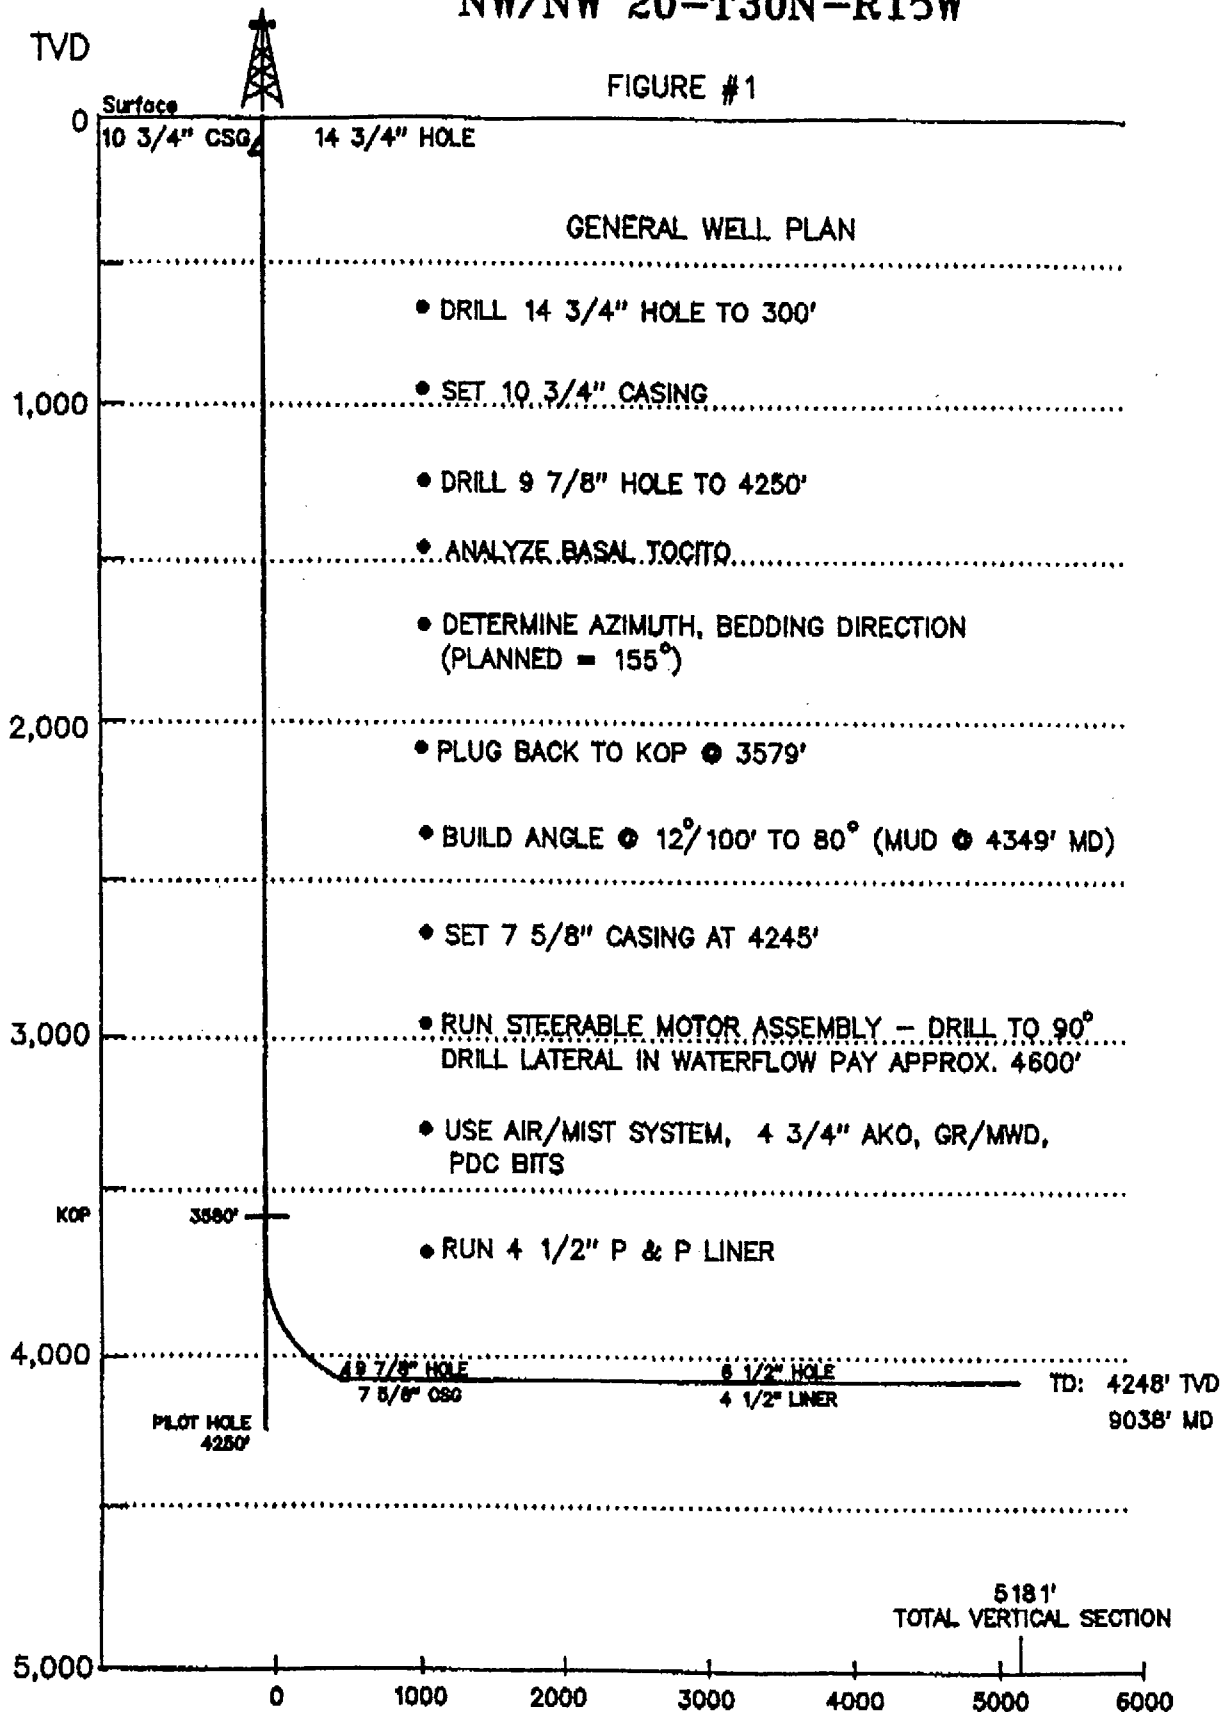 NW/NW 20-T30N-R15W
TVD
FIGURE #1
Surface
0
10 3/4" CSG
14 3/4" HOLE
GENERAL WELL PLAN
● DRILL 14 3/4" HOLE TO 300'
1,000
● SET 10 3/4" CASING
● DRILL 9 7/8" HOLE TO 4250'
● ANALYZE BASAL TOCITO
● DETERMINE AZIMUTH, BEDDING DIRECTION
(PLANNED = 155°)
2,000
● PLUG BACK TO KOP @ 3579'
● BUILD ANGLE @ 12°/100' TO 80° (MUD @ 4349' MD)
● SET 7 5/8" CASING AT 4245'
3,000
● RUN STEERABLE MOTOR ASSEMBLY - DRILL TO 90°
DRILL LATERAL IN WATERFLOW PAY APPROX. 4600'
● USE AIR/MIST SYSTEM, 4 3/4" AKO, GR/MWD,
PDC BITS
KOP
3580'
● RUN 4 1/2" P & P LINER
4,000
9 7/8" HOLE
7 5/8" CSG
6 1/2" HOLE
4 1/2" LINER
TD: 4248' TVD
9038' MD
PILOT HOLE
4250'
5181'
TOTAL VERTICAL SECTION
5,000
0 1000 2000 3000 4000 5000 6000